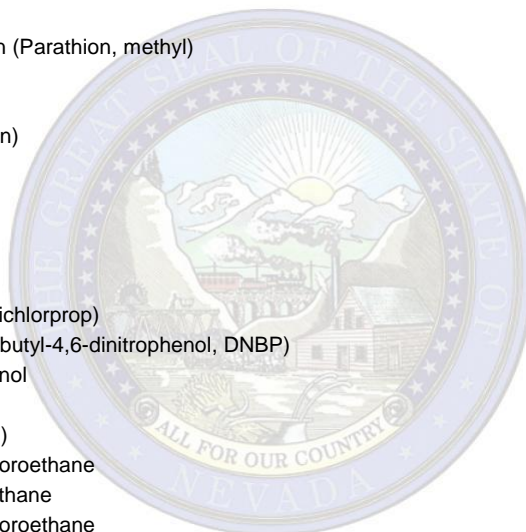 (Parathion, methyl)
THE GREAT SEAL OF THE STATE OF
n)
ichlorprop)
butyl-4,6-dinitrophenol, DNBP)
nol
)
ALL FOR OUR COUNTRY
oroethane
NEVADA
thane
oroethane